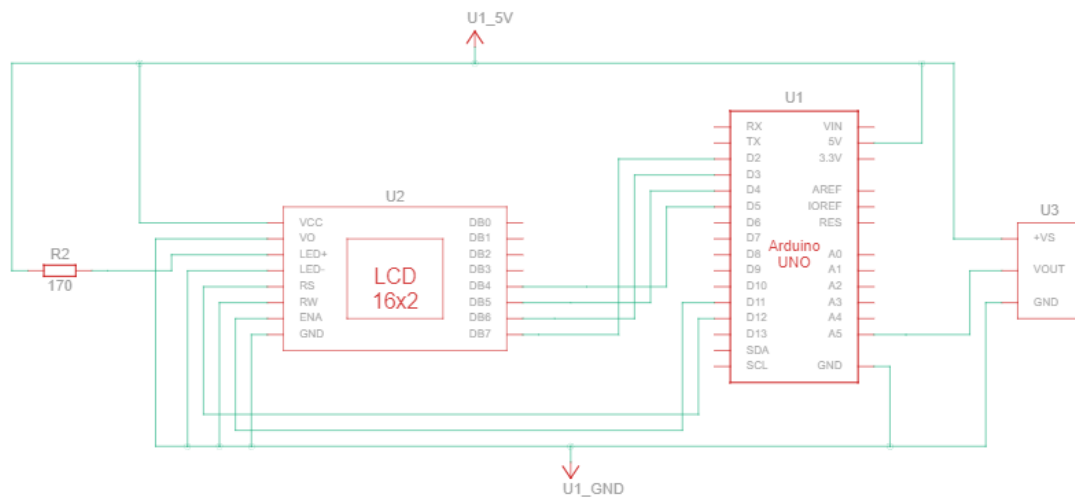 U1_5V
U1
RX
TX
D2
D3
D4
D5
D6
D7
D8
D9
D10
D11
D12
D13
SDA
SCL
VIN
5V
3.3V
AREF
IOREF
RES
A0
A1
A2
A3
A4
A5
GND
Arduino
UNO
U2
VCC
VO
LED+
LED-
RS
RW
ENA
GND
LCD
16x2
DB0
DB1
DB2
DB3
DB4
DB5
DB6
DB7
R2
170
U3
+VS
VOUT
GND
U1_GND